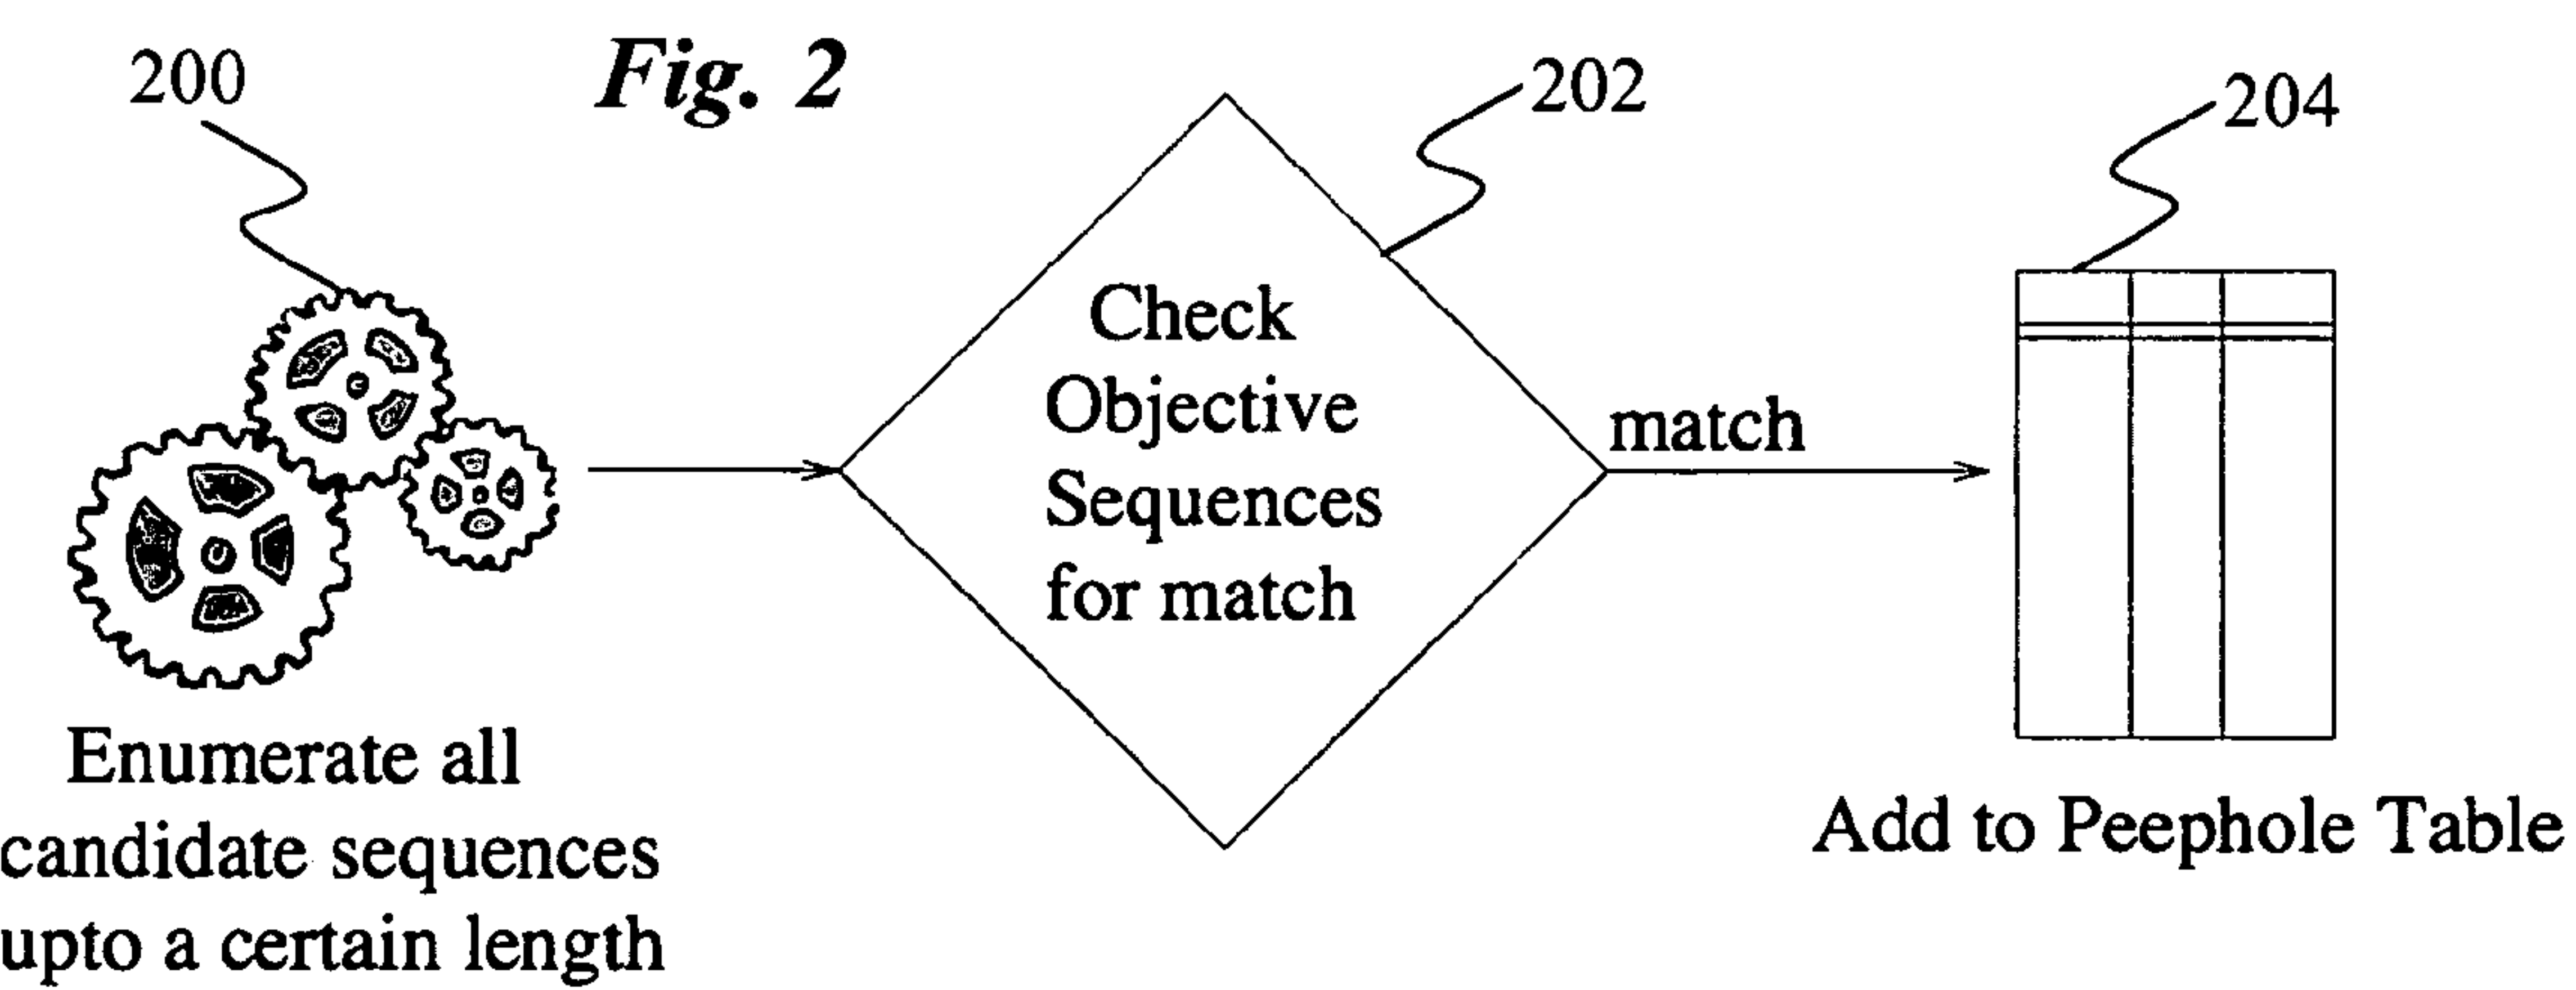 200
Fig. 2
202
204
Check
Objective
Sequences
for match
match
Enumerate all
candidate sequences
upto a certain length
Add to Peephole Table